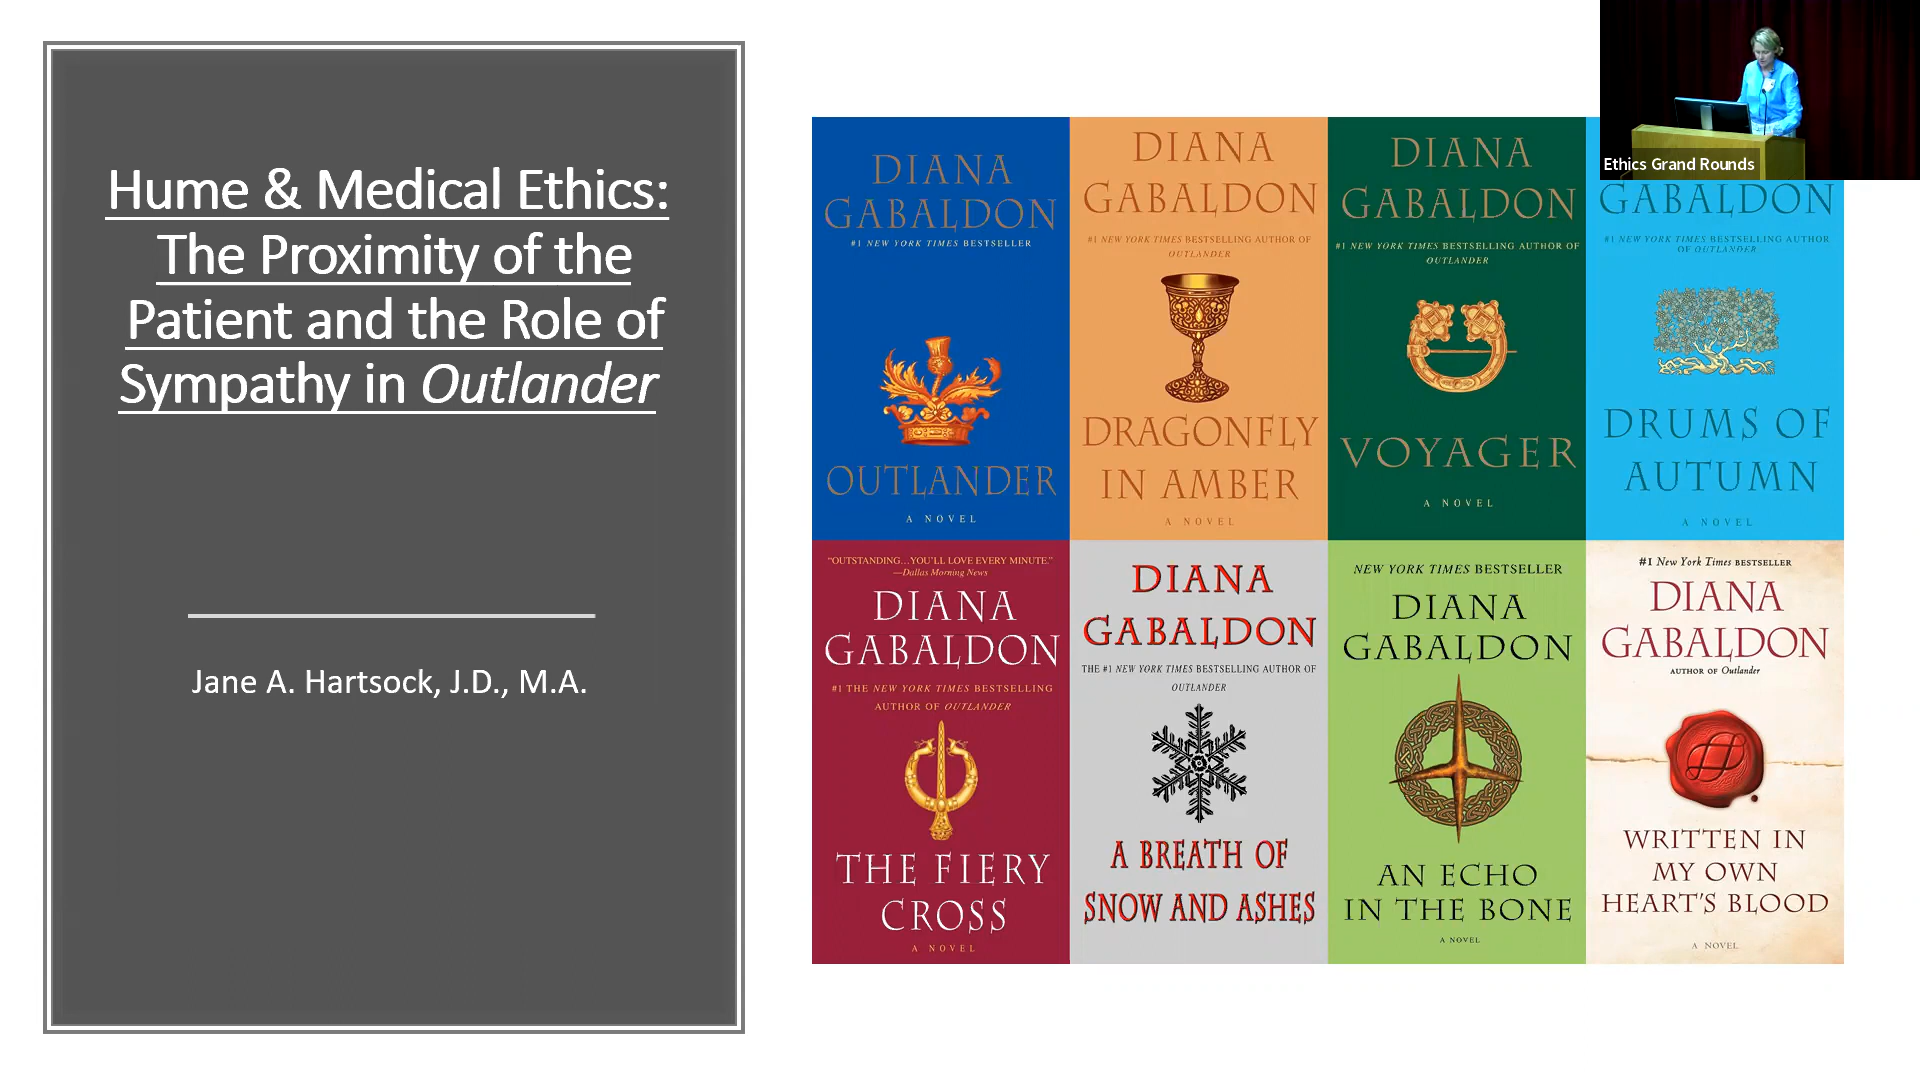 Hume & Medical Ethics:
The Proximity of the
Patient and the Role of
Sympathy in Outlander
Jane A. Hartsock, J.D., M.A.
DIANA
GABALDON
#1 NEW YORK TIMES BESTSELLER
OUTLANDER
A NOVEL
DIANA
GABALDON
#1 NEW YORK TIMES BESTSELLING AUTHOR OF
OUTLANDER
DRAGONFLY
IN AMBER
A NOVEL
DIANA
GABALDON
#1 NEW YORK TIMES BESTSELLING AUTHOR OF
OUTLANDER
VOYAGER
A NOVEL
Ethics Grand Rounds
GABALDON
#1 NEW YORK TIMES BESTSELLING AUTHOR
OF OUTLANDER
DRUMS OF
AUTUMN
A NOVEL
"OUTSTANDING...YOU'LL LOVE EVERY MINUTE."
—Dallas Morning News
DIANA
GABALDON
#1 THE NEW YORK TIMES BESTSELLING
AUTHOR OF OUTLANDER
THE FIERY
CROSS
A NOVEL
DIANA
GABALDON
THE #1 NEW YORK TIMES BESTSELLING AUTHOR OF
OUTLANDER
A BREATH OF
SNOW AND ASHES
NEW YORK TIMES BESTSELLER
DIANA
GABALDON
AN ECHO
IN THE BONE
A NOVEL
#1 New York Times BESTSELLER
DIANA
GABALDON
AUTHOR OF Outlander
WRITTEN IN
MY OWN
HEART'S BLOOD
A NOVEL